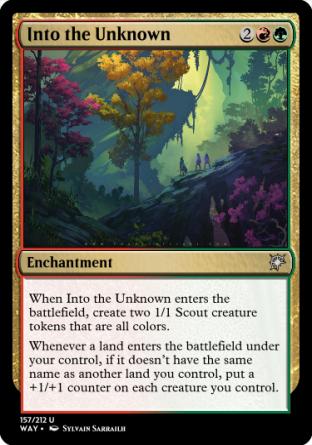 Into the Unknown 2
Enchantment
When Into the Unknown enters the
battlefield, create two 1/1 Scout creature
tokens that are all colors.
Whenever a land enters the battlefield under
your control, if it doesn't have the same
name as another land you control, put a
+1/+1 counter on each creature you control.
157/212 U
WAY • Sylvain Sarrailh